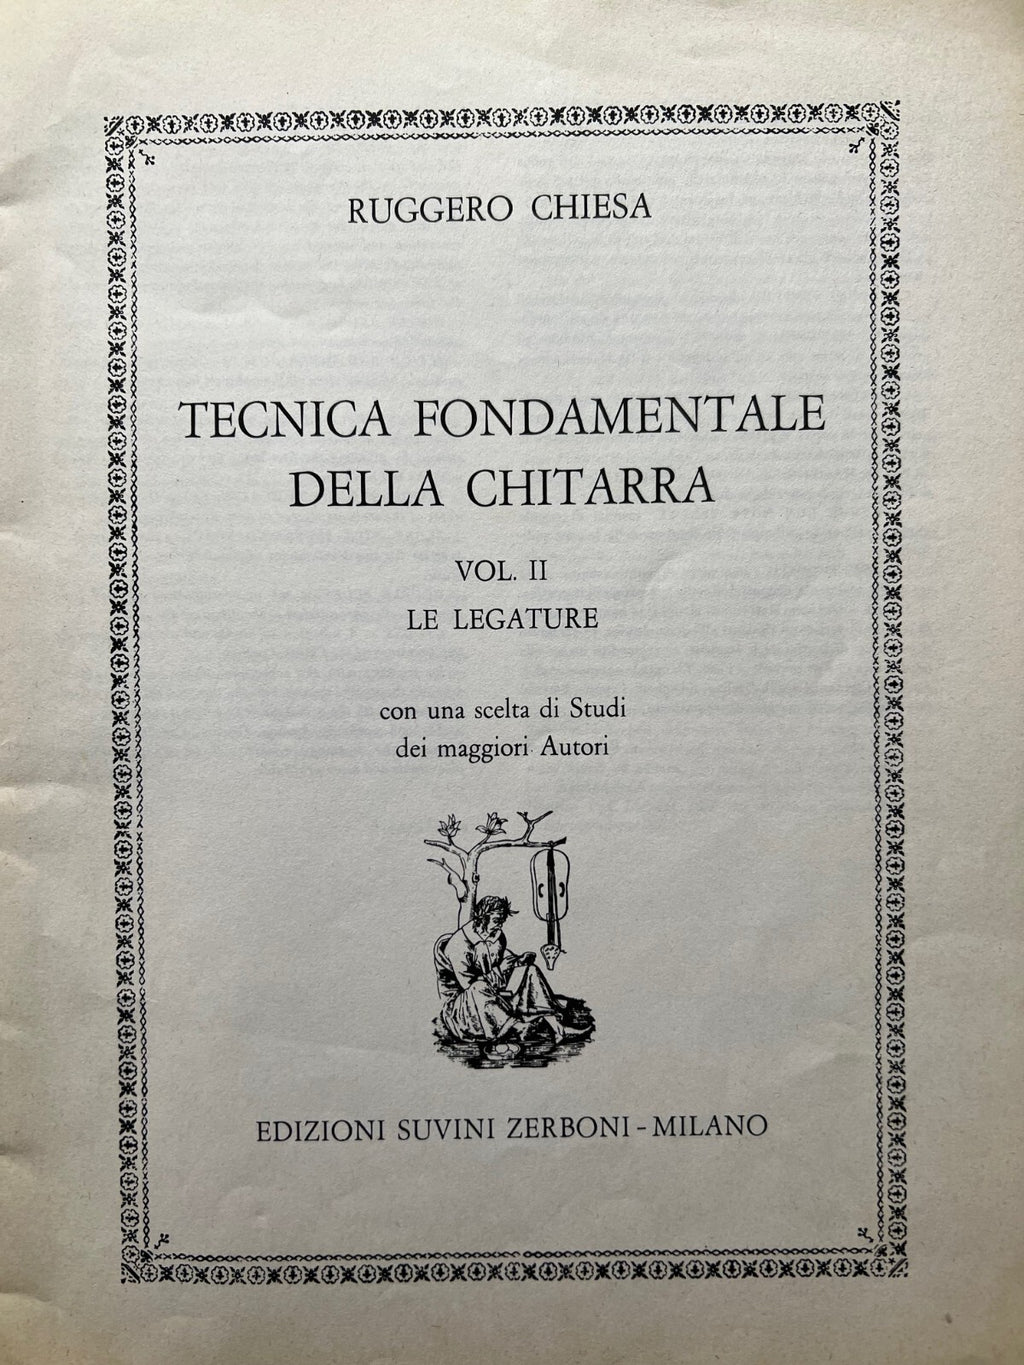 RUGGERO CHIESA
TECNICA FONDAMENTALE
DELLA CHITARRA
VOL. II
LE LEGATURE
con una scelta di Studi
dei maggiori Autori
EDIZIONI SUVINI ZERBONI - MILANO